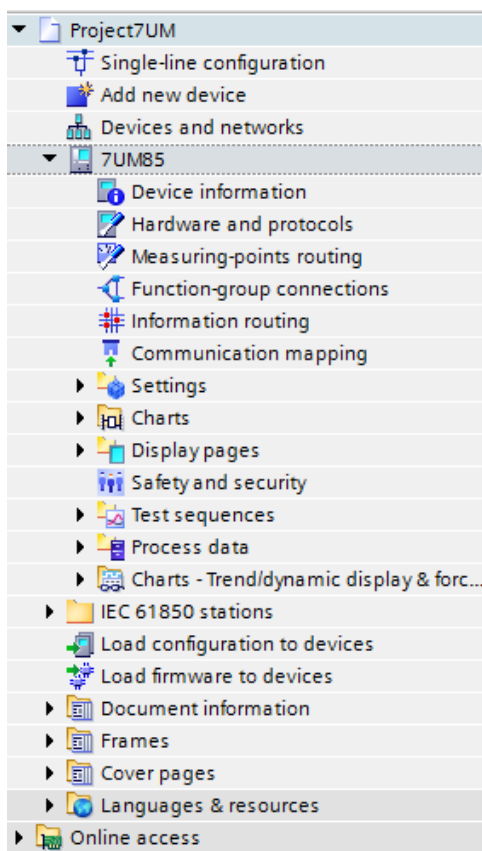 Project7UM
Single-line configuration
Add new device
Devices and networks
7UM85
Device information
Hardware and protocols
Measuring-points routing
Function-group connections
Information routing
Communication mapping
Settings
Charts
Display pages
Safety and security
Test sequences
Process data
Charts - Trend/dynamic display & forc...
IEC 61850 stations
Load configuration to devices
Load firmware to devices
Document information
Frames
Cover pages
Languages & resources
Online access